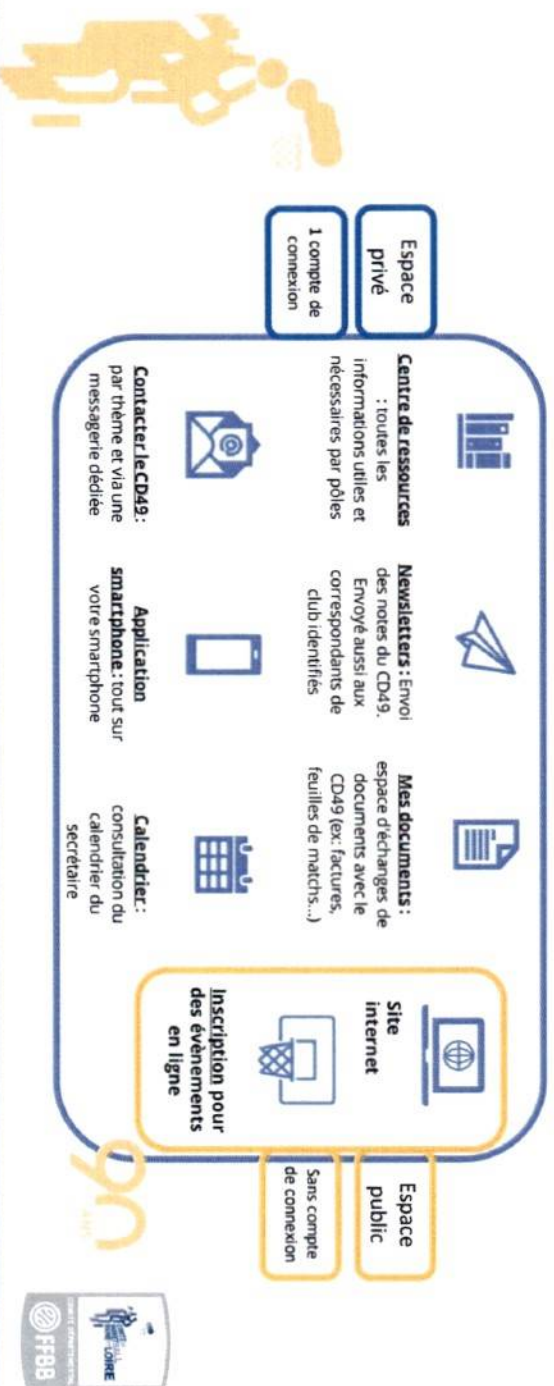 Espace
privé
1 compte de
connexion
Centre de ressources
: toutes les
informations utiles et
nécessaires par pôles
Newsletters : Envoi
des notes du CD49.
Envoyé aussi aux
correspondants de
club identifiés
Mes documents :
espace d'échanges de
documents avec le
CD49 (ex: factures,
feuilles de matchs...)
Contacter le CD49 :
par thème et via une
messagerie dédiée
Application
smartphone : tout sur
votre smartphone
Calendrier :
consultation du
calendrier du
secrétaire
Site
internet
Inscription pour
des évènements
en ligne
Espace
public
Sans compte
de connexion
90
ANS
LOIRE
COMITÉ DÉPARTEMENTAL
FFBB